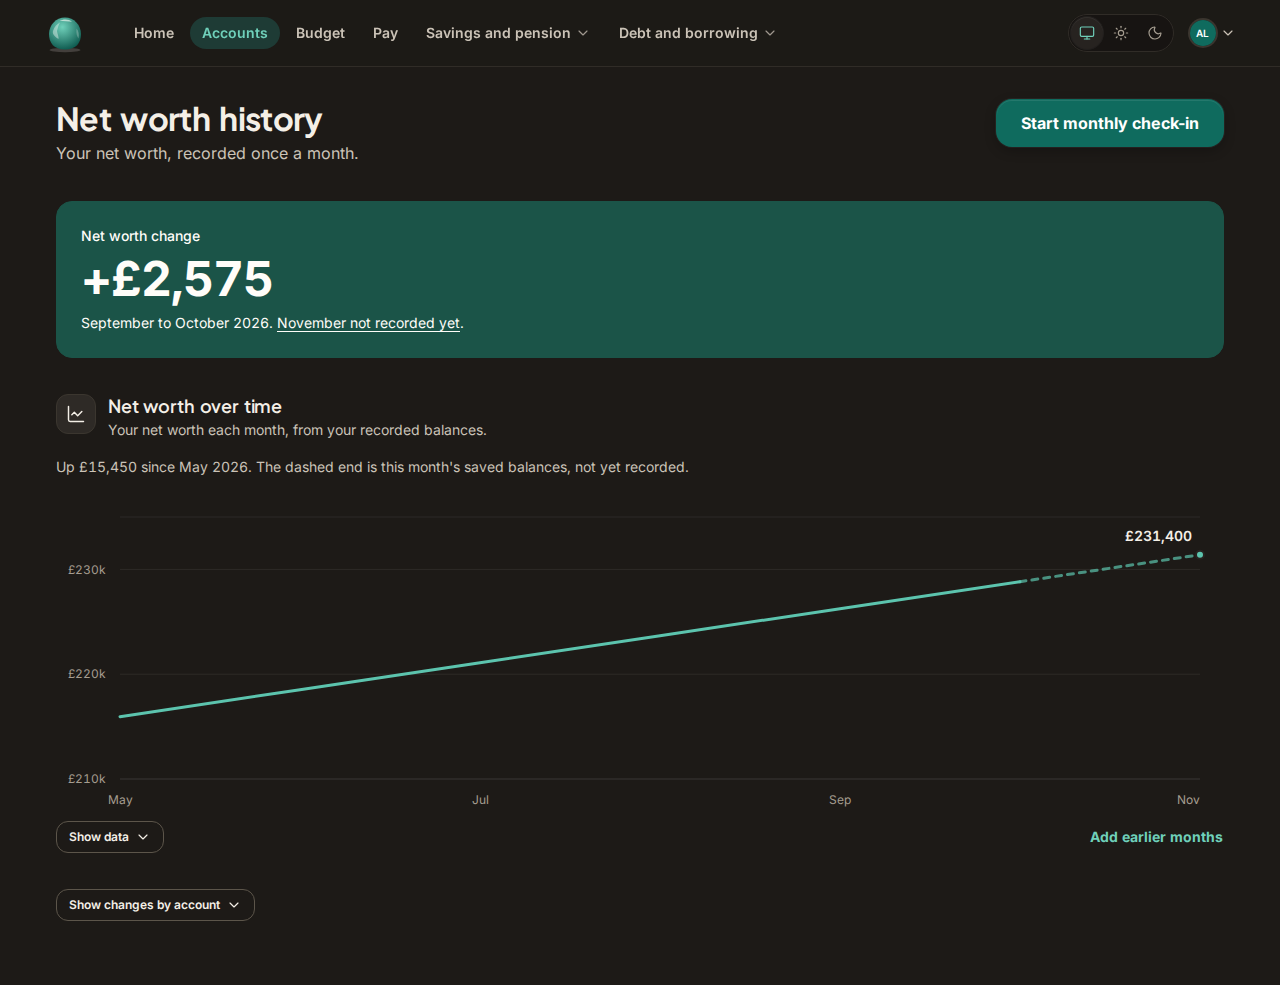 Home Accounts Budget Pay Savings and pension Debt and borrowing AL
Net worth history
Start monthly check-in
Your net worth, recorded once a month.
Net worth change
+£2,575
September to October 2026. November not recorded yet.
Net worth over time
Your net worth each month, from your recorded balances.
Up £15,450 since May 2026. The dashed end is this month's saved balances, not yet recorded.
£231,400
£230k
£220k
£210k
May Jul Sep Nov
Show data
Add earlier months
Show changes by account